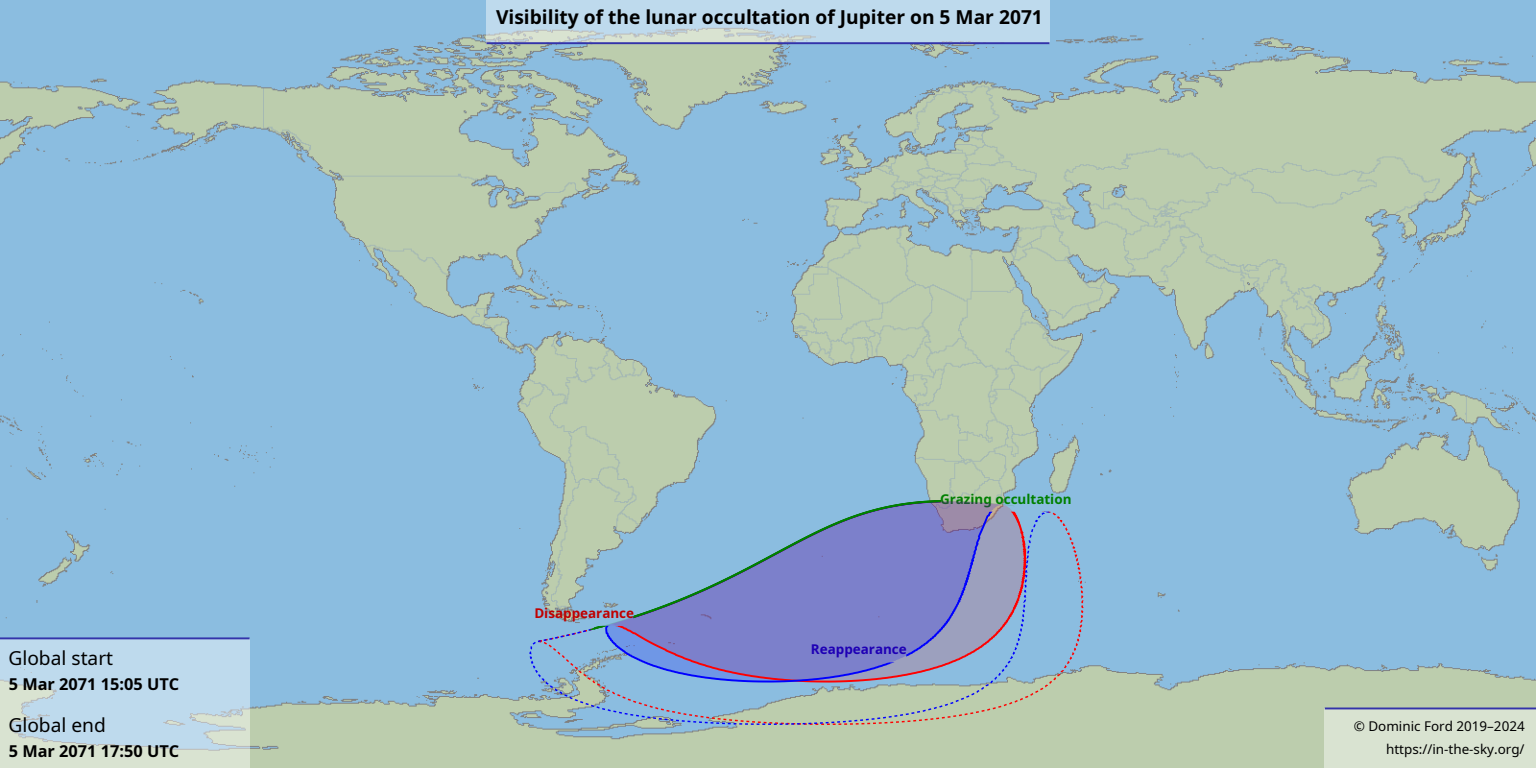 Visibility of the lunar occultation of Jupiter on 5 Mar 2071
Grazing occultation
Disappearance
Reappearance
Global start
5 Mar 2071 15:05 UTC
Global end
5 Mar 2071 17:50 UTC
© Dominic Ford 2019–2024
https://in-the-sky.org/